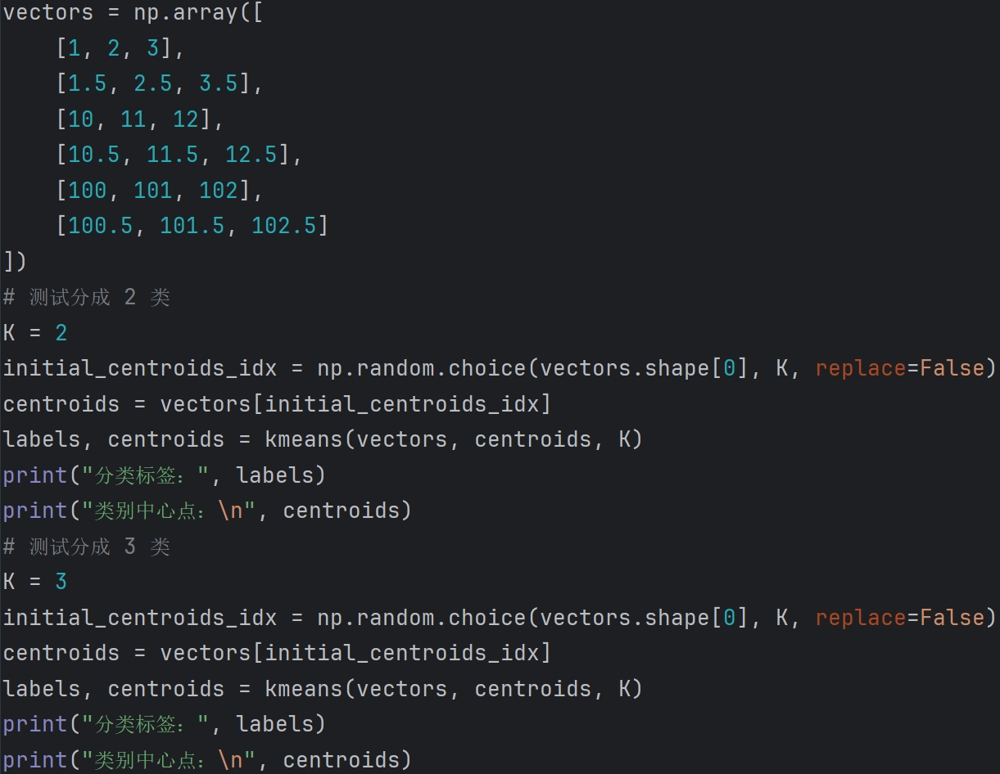 vectors = np.array([
    [1, 2, 3],
    [1.5, 2.5, 3.5],
    [10, 11, 12],
    [10.5, 11.5, 12.5],
    [100, 101, 102],
    [100.5, 101.5, 102.5]
])
# 测试分成 2 类
K = 2
initial_centroids_idx = np.random.choice(vectors.shape[0], K, replace=False)
centroids = vectors[initial_centroids_idx]
labels, centroids = kmeans(vectors, centroids, K)
print("分类标签：", labels)
print("类别中心点：\n", centroids)
# 测试分成 3 类
K = 3
initial_centroids_idx = np.random.choice(vectors.shape[0], K, replace=False)
centroids = vectors[initial_centroids_idx]
labels, centroids = kmeans(vectors, centroids, K)
print("分类标签：", labels)
print("类别中心点：\n", centroids)